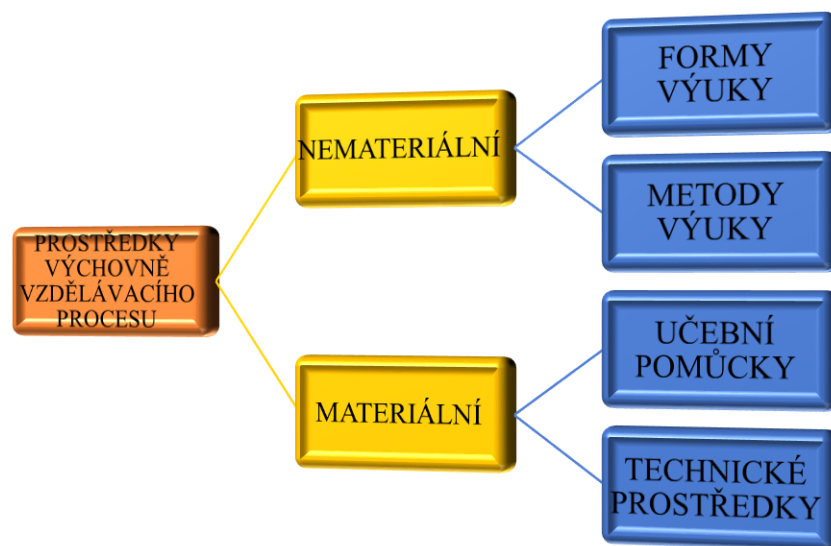 PROSTŘEDKY
VÝCHOVNĚ
VZDĚLÁVACÍHO
PROCESU
NEMATERIÁLNÍ
FORMY
VÝUKY
METODY
VÝUKY
MATERIÁLNÍ
UČEBNÍ
POMŮCKY
TECHNICKÉ
PROSTŘEDKY